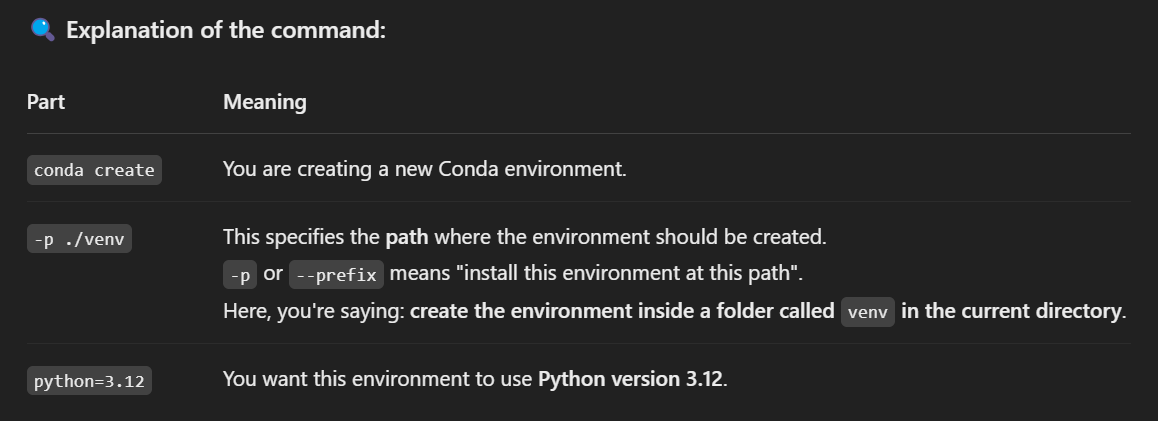 🔍 Explanation of the command:
Part Meaning
conda create You are creating a new Conda environment.
-p ./venv This specifies the path where the environment should be created.
-p or --prefix means "install this environment at this path".
Here, you're saying: create the environment inside a folder called venv in the current directory.
python=3.12 You want this environment to use Python version 3.12.